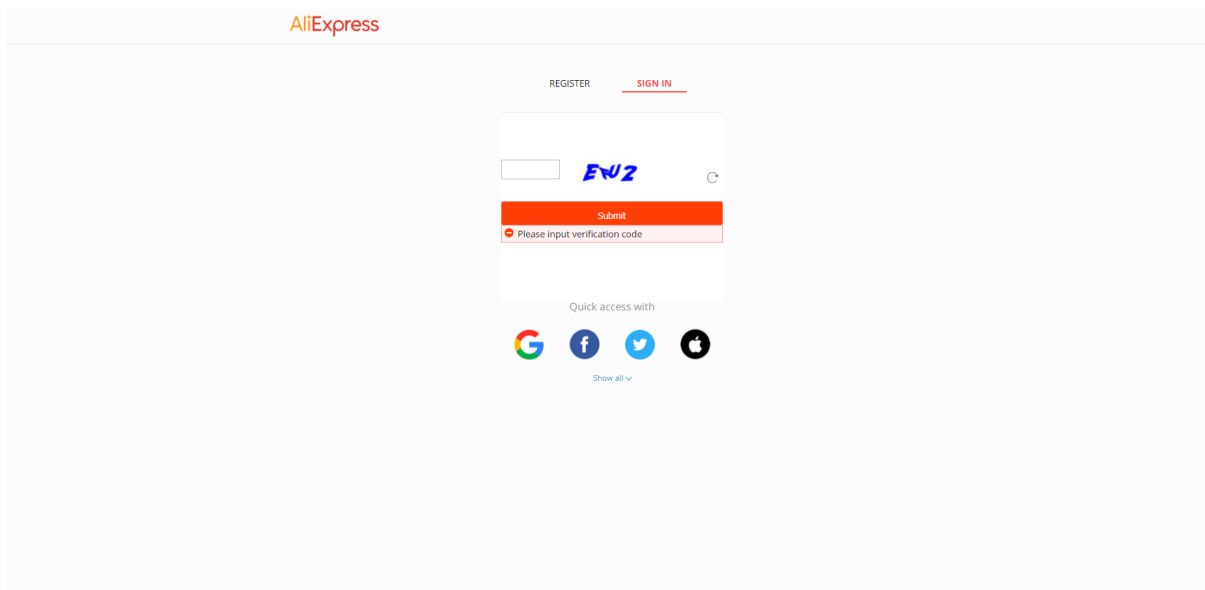 AliExpress
REGISTER SIGN IN
Submit
Please input verification code
Quick access with
Show all